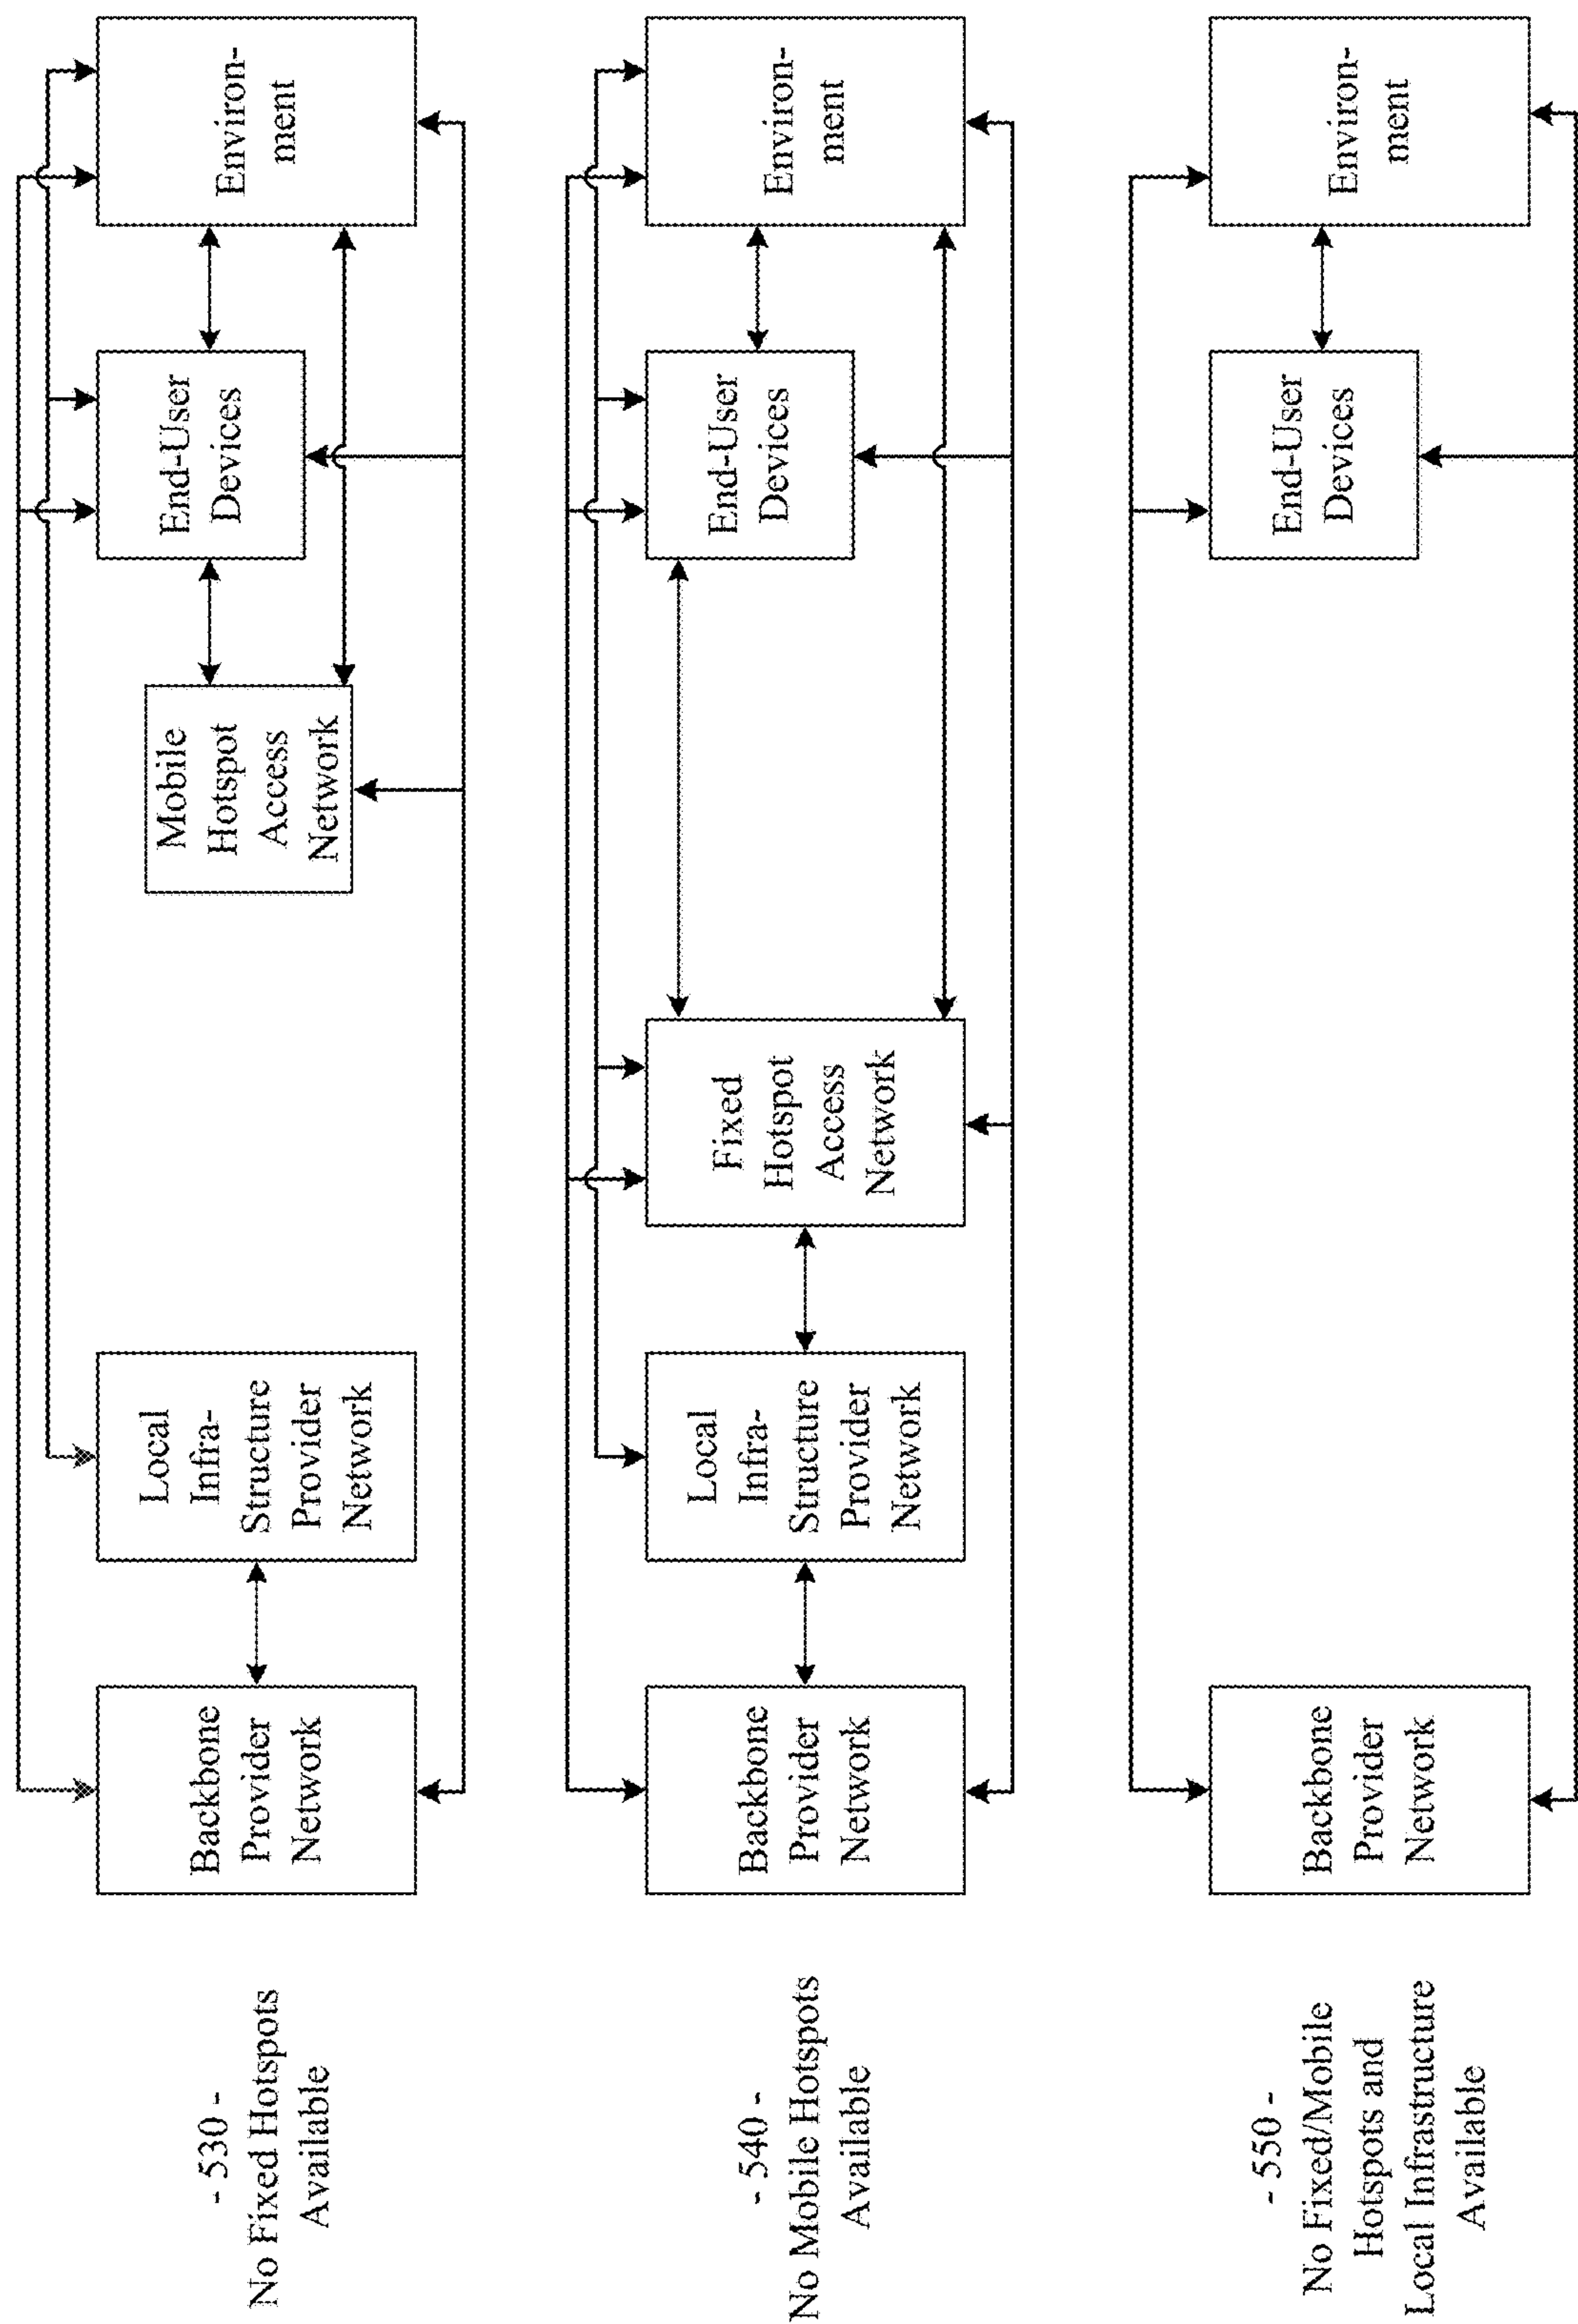 - 530 -
No Fixed Hotspots
Available
Backbone
Provider
Network
Local
Infra-
Structure
Provider
Network
Mobile
Hotspot
Access
Network
End-User
Devices
Environ-
ment
- 540 -
No Mobile Hotspots
Available
Backbone
Provider
Network
Local
Infra-
Structure
Provider
Network
Fixed
Hotspot
Access
Network
End-User
Devices
Environ-
ment
- 550 -
No Fixed/Mobile
Hotspots and
Local Infrastructure
Available
Backbone
Provider
Network
End-User
Devices
Environ-
ment